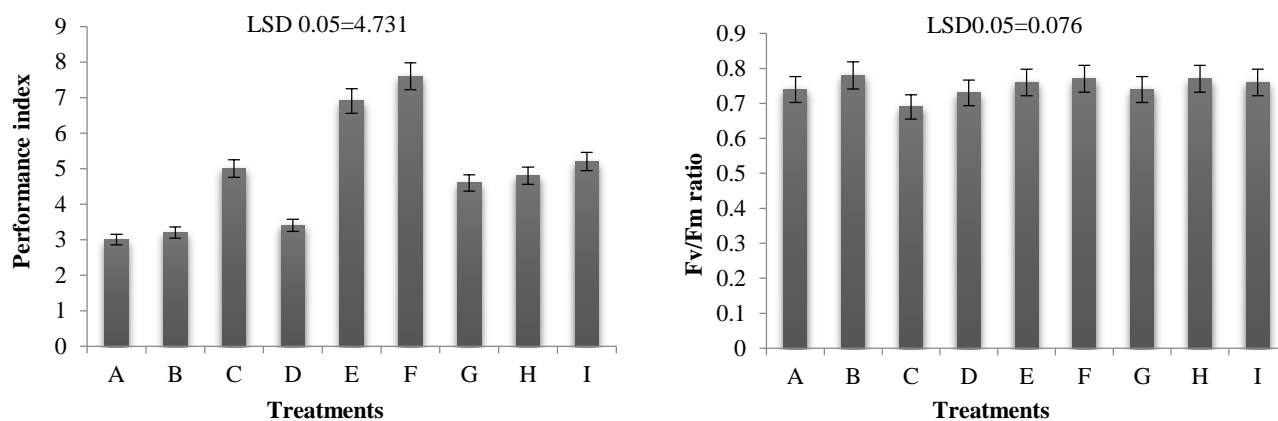 LSD 0.05=4.731
Performance index
9
8
7
6
5
4
3
2
1
0
A B C D E F G H I
Treatments
LSD0.05=0.076
Fv/Fm ratio
0.9
0.8
0.7
0.6
0.5
0.4
0.3
0.2
0.1
0
A B C D E F G H I
Treatments